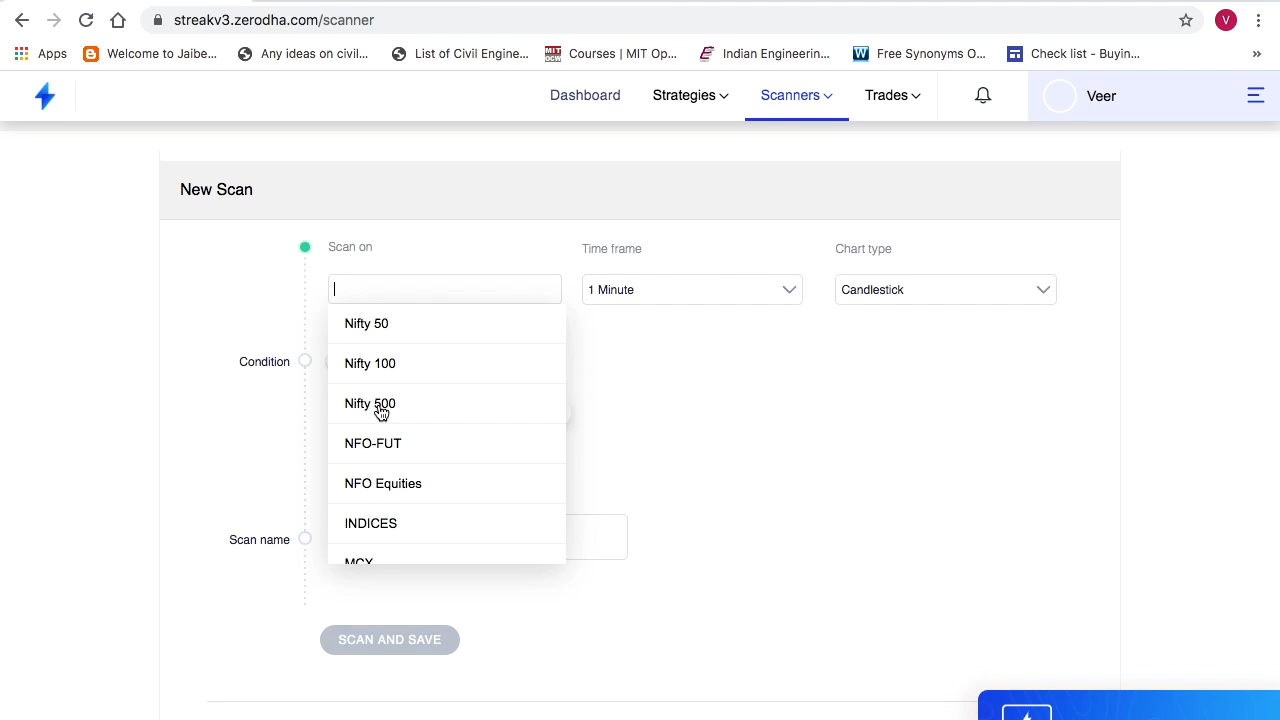 streakv3.zerodha.com/scanner
V
Apps Welcome to Jaibe... Any ideas on civil... List of Civil Engine... Courses | MIT Op... Indian Engineerin... Free Synonyms O... Check list - Buyin... »
Dashboard Strategies Scanners Trades Veer
New Scan
Scan on Time frame Chart type
1 Minute Candlestick
Nifty 50
Condition
Nifty 100
Nifty 500
NFO-FUT
NFO Equities
INDICES
Scan name
MCX
SCAN AND SAVE